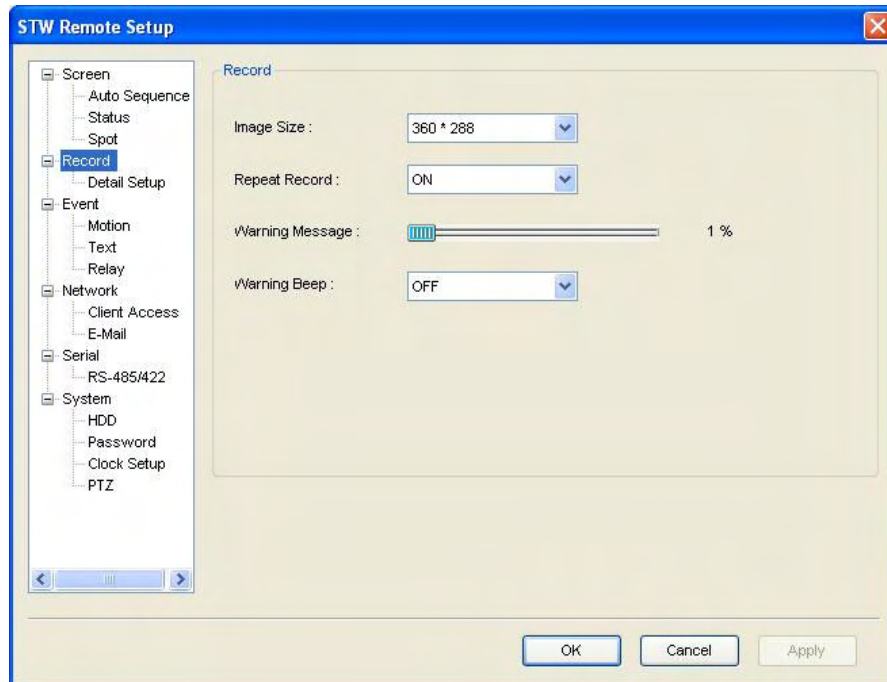 STW Remote Setup
Screen
Auto Sequence
Status
Spot
Record
Detail Setup
Event
Motion
Text
Relay
Network
Client Access
E-Mail
Serial
RS-485/422
System
HDD
Password
Clock Setup
PTZ
Record
Image Size : 360 * 288
Repeat Record : ON
Warning Message : 1 %
Warning Beep : OFF
OK Cancel Apply